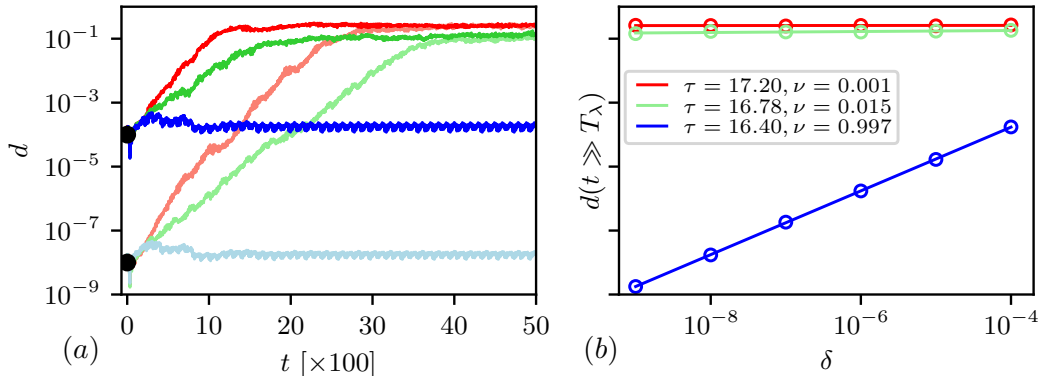 d
10⁻¹
10⁻³
10⁻⁵
10⁻⁷
10⁻⁹
0 10 20 30 40 50
(a) t [×100]
d(t ≫ T_λ)
τ = 17.20, ν = 0.001
τ = 16.78, ν = 0.015
τ = 16.40, ν = 0.997
10⁻⁸ 10⁻⁶ 10⁻⁴
(b) δ